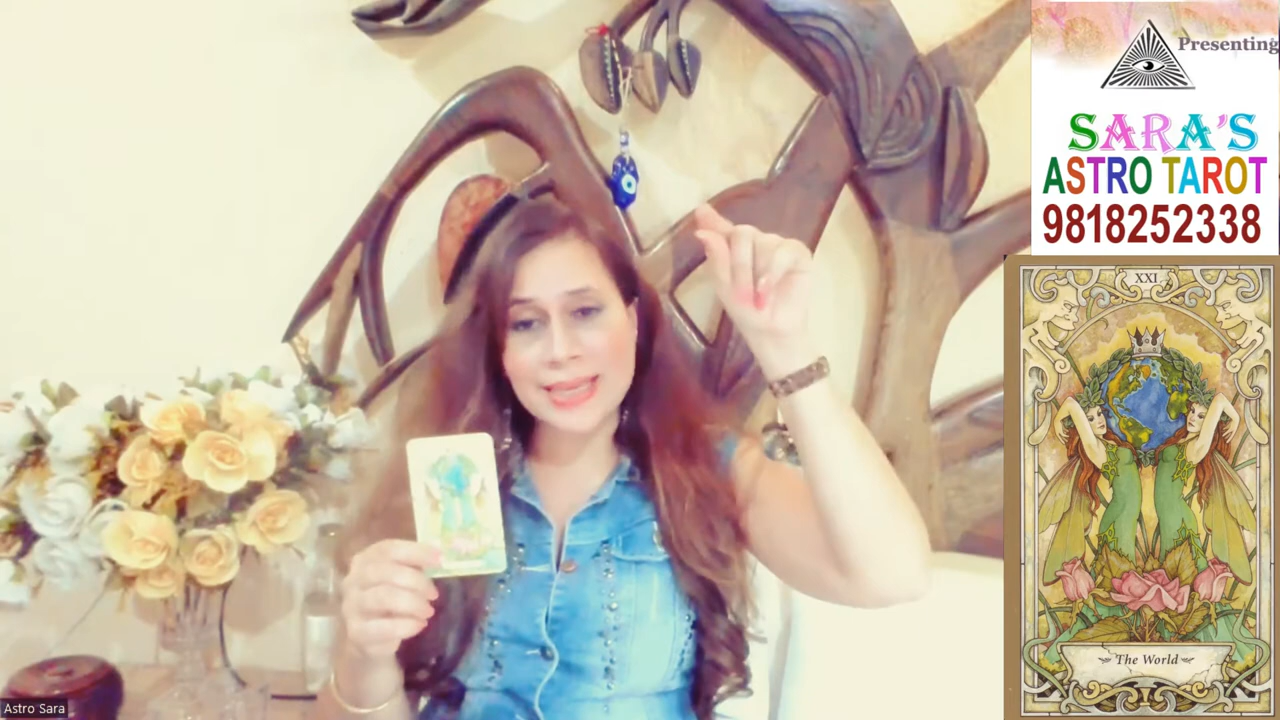 Presenting
SARA'S
ASTRO TAROT
9818252338
XXI
The World
Astro Sara